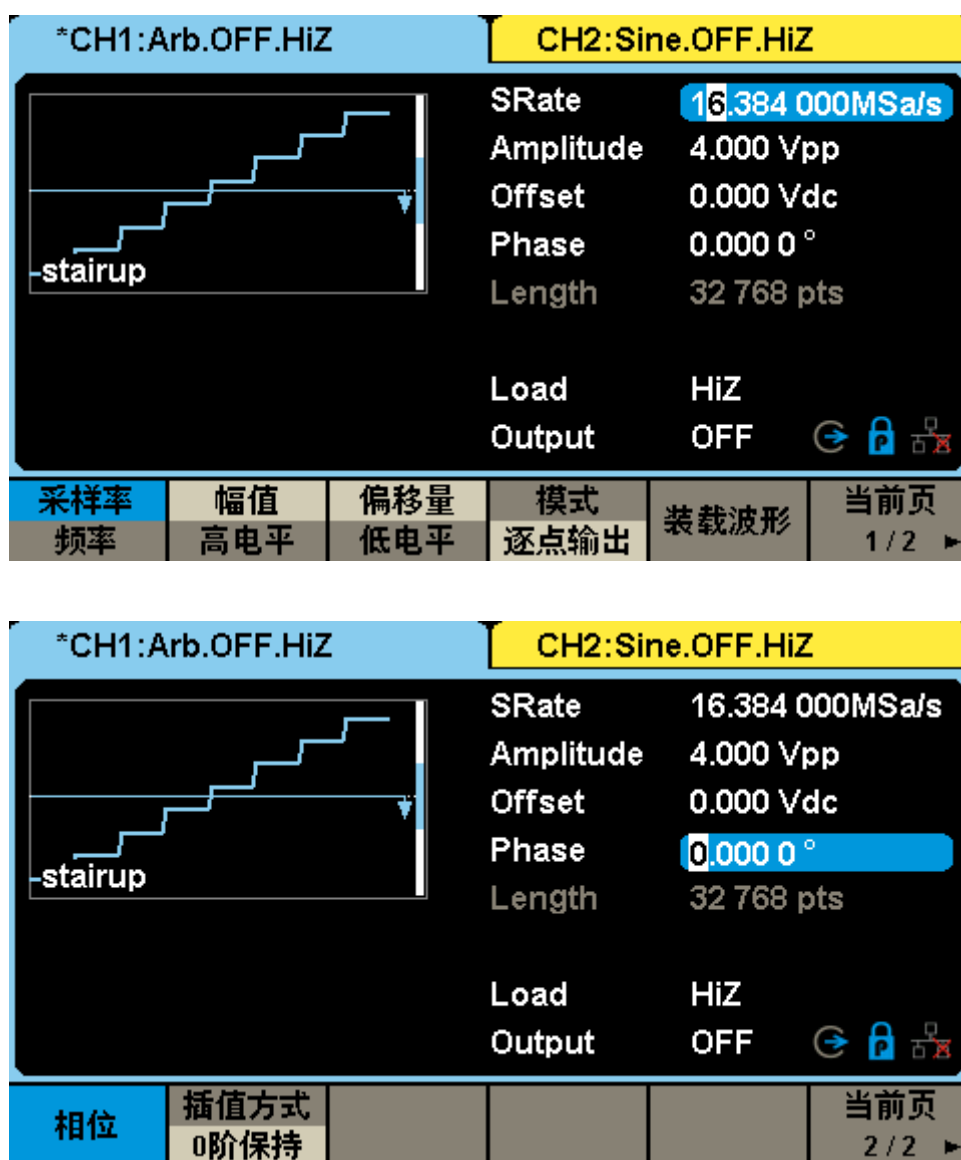 *CH1:Arb.OFF.HiZ CH2:Sine.OFF.HiZ
SRate 16.384 000MSa/s
Amplitude 4.000 Vpp
Offset 0.000 Vdc
Phase 0.000 0 °
-stairup
Length 32 768 pts
Load HiZ
Output OFF P
采样率 幅值 偏移量 模式 装载波形 当前页
频率 高电平 低电平 逐点输出 1 / 2 ►
*CH1:Arb.OFF.HiZ CH2:Sine.OFF.HiZ
SRate 16.384 000MSa/s
Amplitude 4.000 Vpp
Offset 0.000 Vdc
Phase 0.000 0 °
-stairup
Length 32 768 pts
Load HiZ
Output OFF P
相位 插值方式 当前页
0阶保持 2 / 2 ►